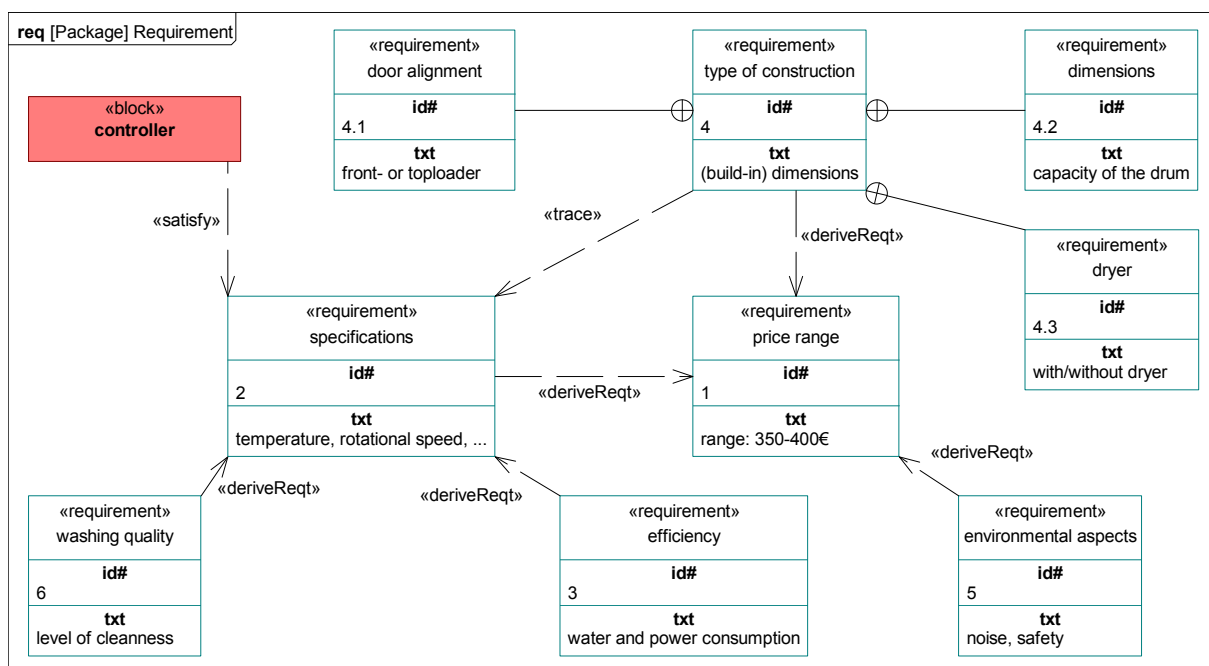 req [Package] Requirement
«requirement»
door alignment
id#
4.1
txt
front- or toploader
«requirement»
type of construction
id#
4
txt
(build-in) dimensions
«requirement»
dimensions
id#
4.2
txt
capacity of the drum
«block»
controller
«satisfy»
«trace»
«deriveReqt»
«requirement»
dryer
id#
4.3
txt
with/without dryer
«requirement»
specifications
id#
2
txt
temperature, rotational speed, ...
«deriveReqt»
«requirement»
price range
id#
1
txt
range: 350-400€
«deriveReqt»
«deriveReqt»
«deriveReqt»
«requirement»
washing quality
id#
6
txt
level of cleanness
«requirement»
efficiency
id#
3
txt
water and power consumption
«requirement»
environmental aspects
id#
5
txt
noise, safety